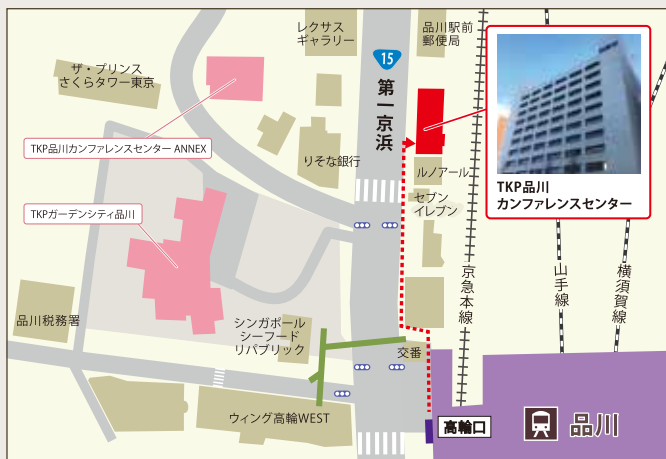 レクサス
ギャラリー
品川駅前
郵便局
15
第一京浜
ザ・プリンス
さくらタワー東京
TKP品川カンファレンスセンター ANNEX
りそな銀行
ルノアール
セブン
イレブン
TKP品川
カンファレンスセンター
TKPガーデンシティ品川
京急本線
山手線
横須賀線
品川税務署
シンガポール
シーフード
リパブリック
交番
ウィング高輪WEST
高輪口
品川